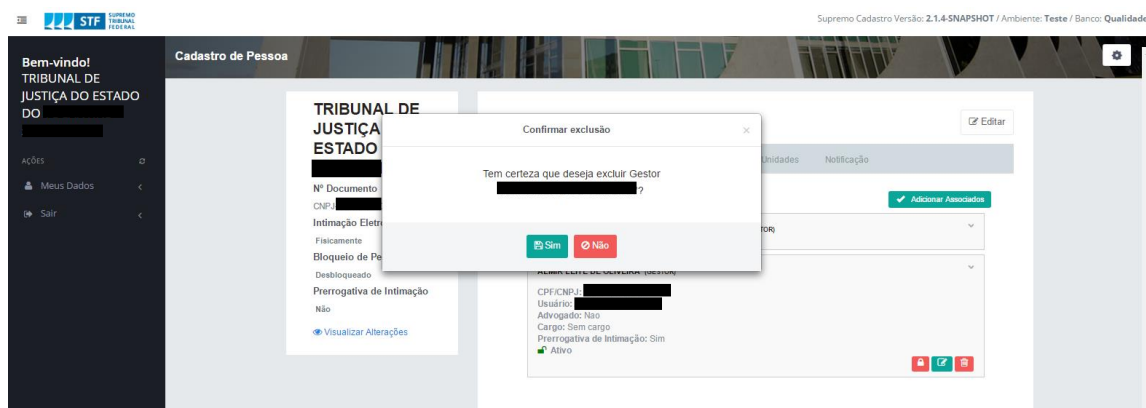 STF SUPREMO TRIBUNAL FEDERAL
Supremo Cadastro Versão: 2.1.4-SNAPSHOT / Ambiente: Teste / Banco: Qualidade
Bem-vindo!
TRIBUNAL DE
JUSTIÇA DO ESTADO
DO
AÇÕES
Meus Dados
Sair
Cadastro de Pessoa
TRIBUNAL DE
JUSTIÇA
ESTADO
Nº Documento
CNPJ:
Intimação Eletr
Fisicamente
Bloqueio de Pe
Desbloqueado
Prerrogativa de Intimação
Não
Visualizar Alterações
Confirmar exclusão
Tem certeza que deseja excluir Gestor
?
Sim Não
Editar
Unidades Notificação
Adicionar Associados
TOR)
(GESTOR)
CPF/CNPJ:
Usuário:
Advogado: Nao
Cargo: Sem cargo
Prerrogativa de Intimação: Sim
Ativo